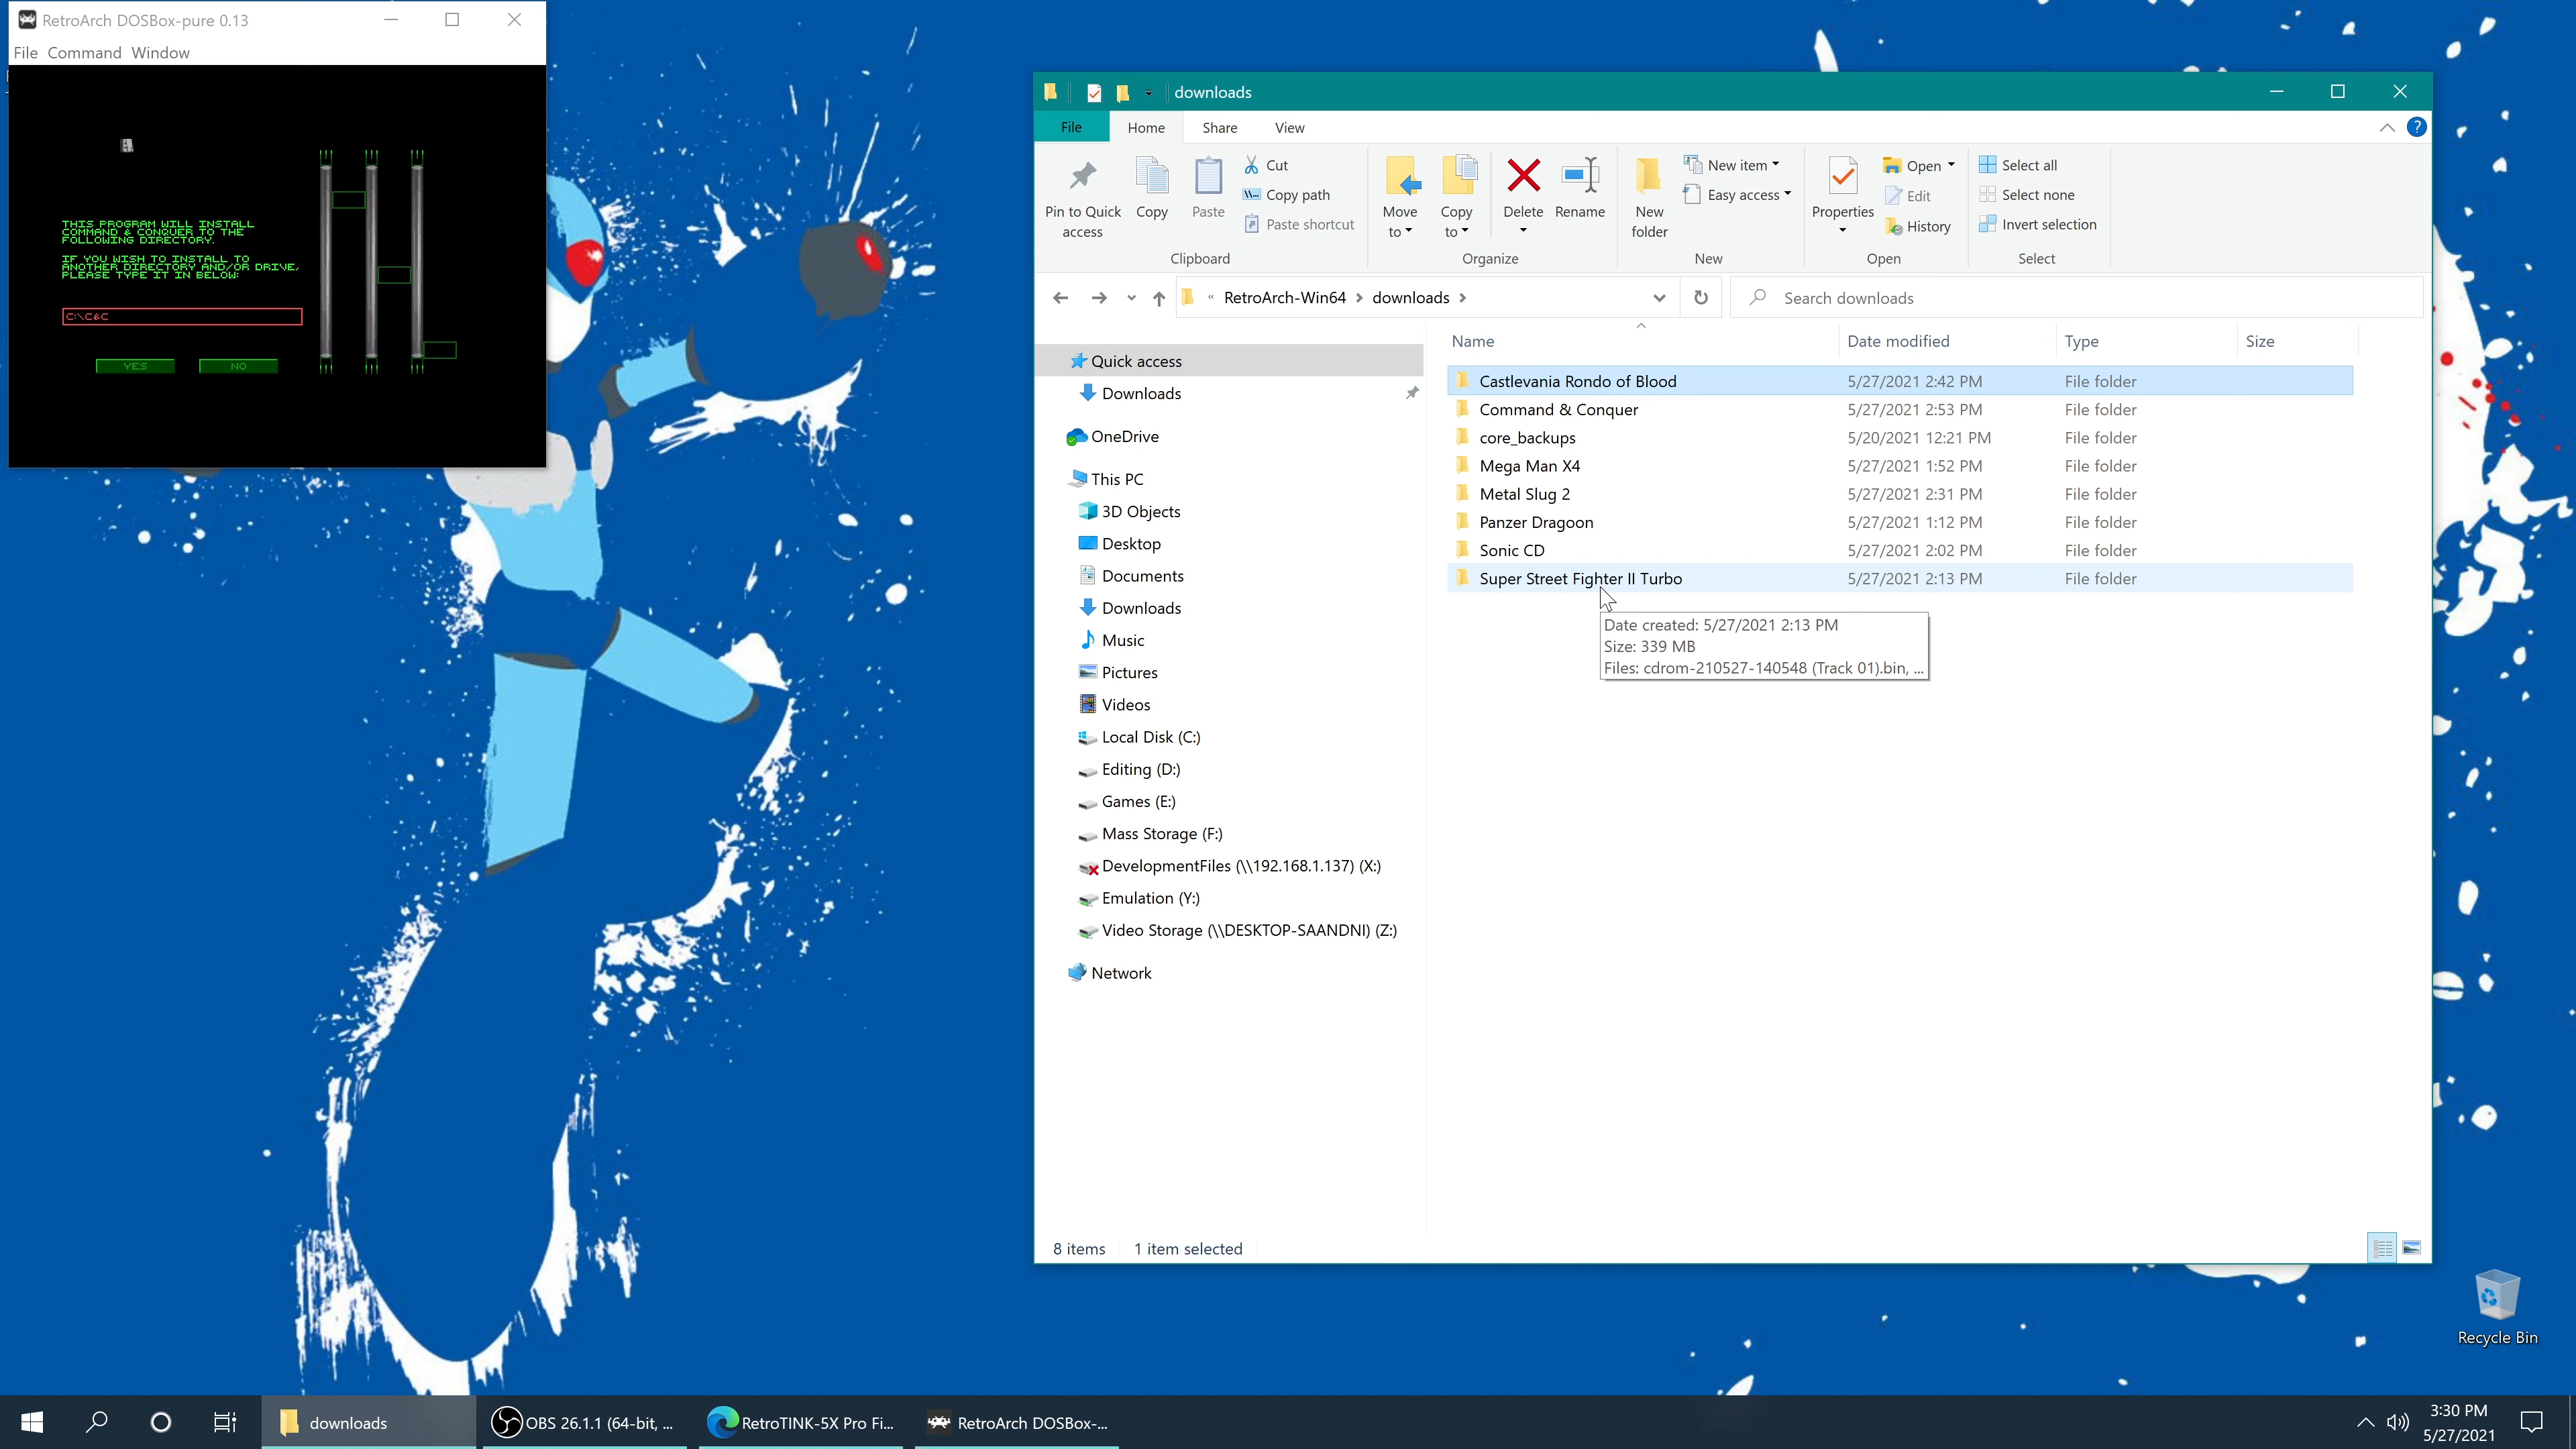 RetroArch DOSBox-pure 0.13
File Command Window
THIS PROGRAM WILL INSTALL
COMMAND & CONQUER TO THE
FOLLOWING DIRECTORY.
IF YOU WISH TO INSTALL TO
ANOTHER DIRECTORY AND/OR DRIVE,
PLEASE TYPE IT IN BELOW:
C:\C&C
YES NO
downloads
File Home Share View
Pin to Quick access
Copy
Paste
Cut
Copy path
Paste shortcut
Clipboard
Move to
Copy to
Delete
Rename
Organize
New folder
New item
Easy access
New
Properties
Open
Edit
History
Open
Select all
Select none
Invert selection
Select
« RetroArch-Win64 > downloads >
Search downloads
Quick access
Downloads
OneDrive
This PC
3D Objects
Desktop
Documents
Downloads
Music
Pictures
Videos
Local Disk (C:)
Editing (D:)
Games (E:)
Mass Storage (F:)
DevelopmentFiles (\\192.168.1.137) (X:)
Emulation (Y:)
Video Storage (\\DESKTOP-SAANDNI) (Z:)
Network
Name Date modified Type Size
Castlevania Rondo of Blood 5/27/2021 2:42 PM File folder
Command & Conquer 5/27/2021 2:53 PM File folder
core_backups 5/20/2021 12:21 PM File folder
Mega Man X4 5/27/2021 1:52 PM File folder
Metal Slug 2 5/27/2021 2:31 PM File folder
Panzer Dragoon 5/27/2021 1:12 PM File folder
Sonic CD 5/27/2021 2:02 PM File folder
Super Street Fighter II Turbo 5/27/2021 2:13 PM File folder
Date created: 5/27/2021 2:13 PM
Size: 339 MB
Files: cdrom-210527-140548 (Track 01).bin, ...
8 items 1 item selected
Recycle Bin
downloads
OBS 26.1.1 (64-bit, ...
RetroTINK-5X Pro Fi...
RetroArch DOSBox-...
3:30 PM
5/27/2021